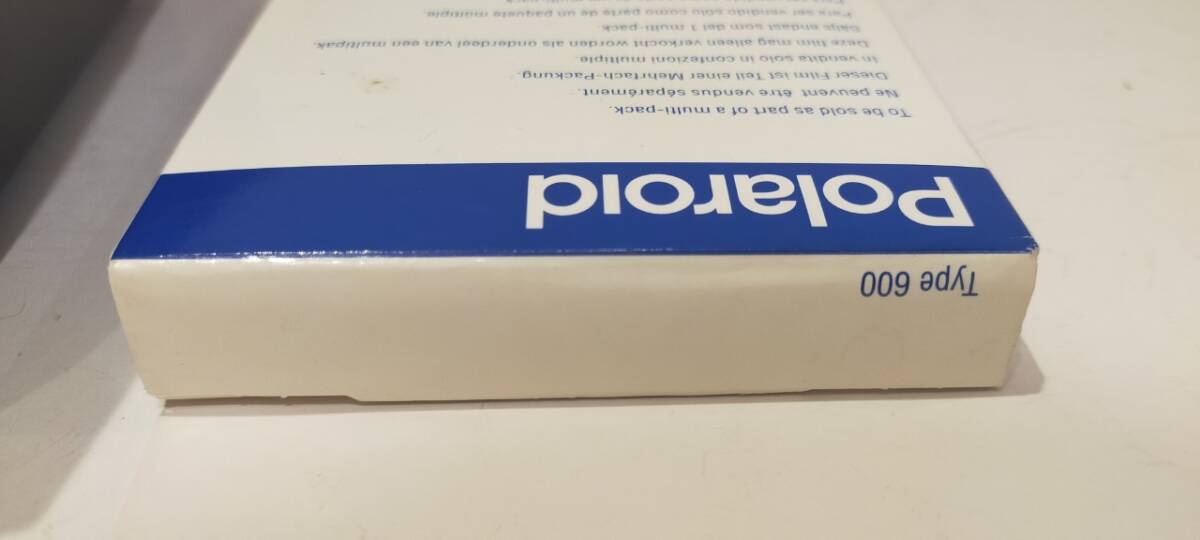 Type 600
Polaroid
To be sold as part of a multi-pack.
Ne peuvent être vendus séparément.
Dieser Film ist Teil einer Mehrfach-Packung.
In vendita solo in confezioni multiple.
Deze film mag alleen verkocht worden als onderdeel van een multipak.
Säljs endast som del 1 multi-pack.
Para ser vendido sólo como parte de un paquete múltiple.